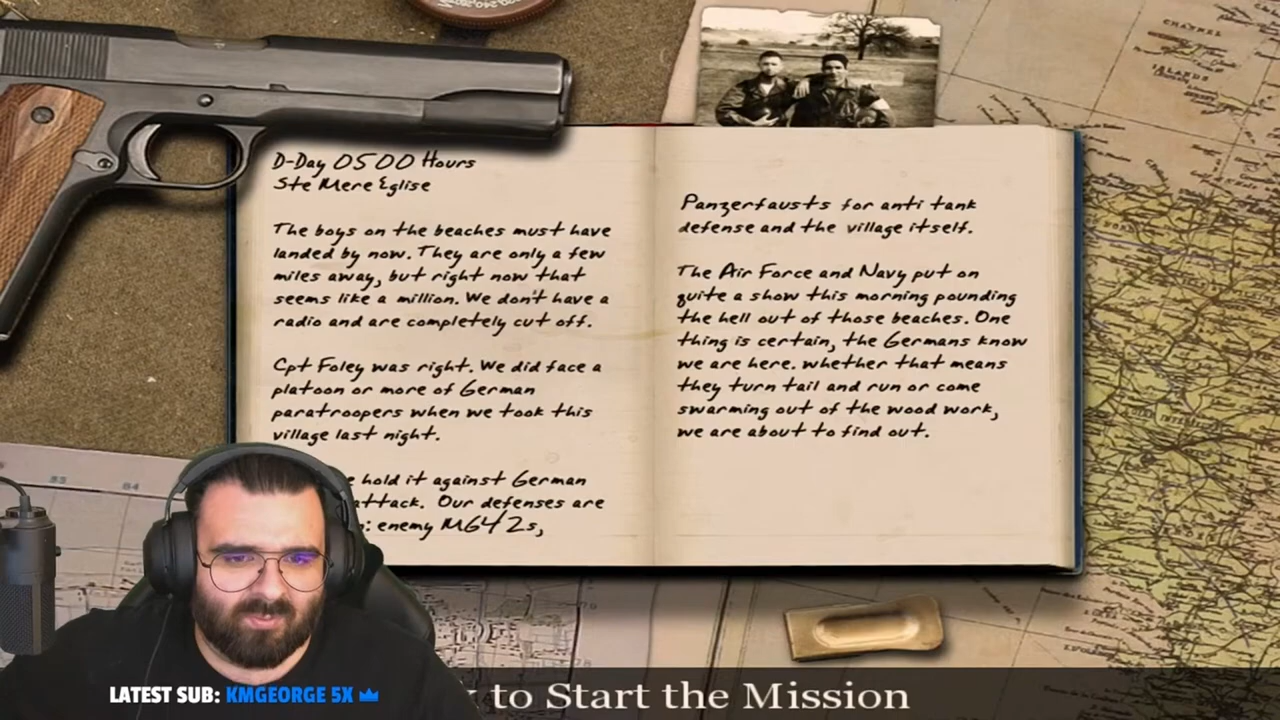 D-Day 0500 Hours
Ste Mere Eglise
The boys on the beaches must have
landed by now. They are only a few
miles away, but right now that
seems like a million. We don't have a
radio and are completely cut off.
Cpt Foley was right. We did face a
platoon or more of German
paratroopers when we took this
village last night.
hold it against German
attack. Our defenses are
: enemy MG42s,
Panzerfausts for anti tank
defense and the village itself.
The Air Force and Navy put on
quite a show this morning pounding
the hell out of those beaches. One
thing is certain, the Germans know
we are here. whether that means
they turn tail and run or come
swarming out of the wood work,
we are about to find out.
to Start the Mission
LATEST SUB: KMGEORGE 5X